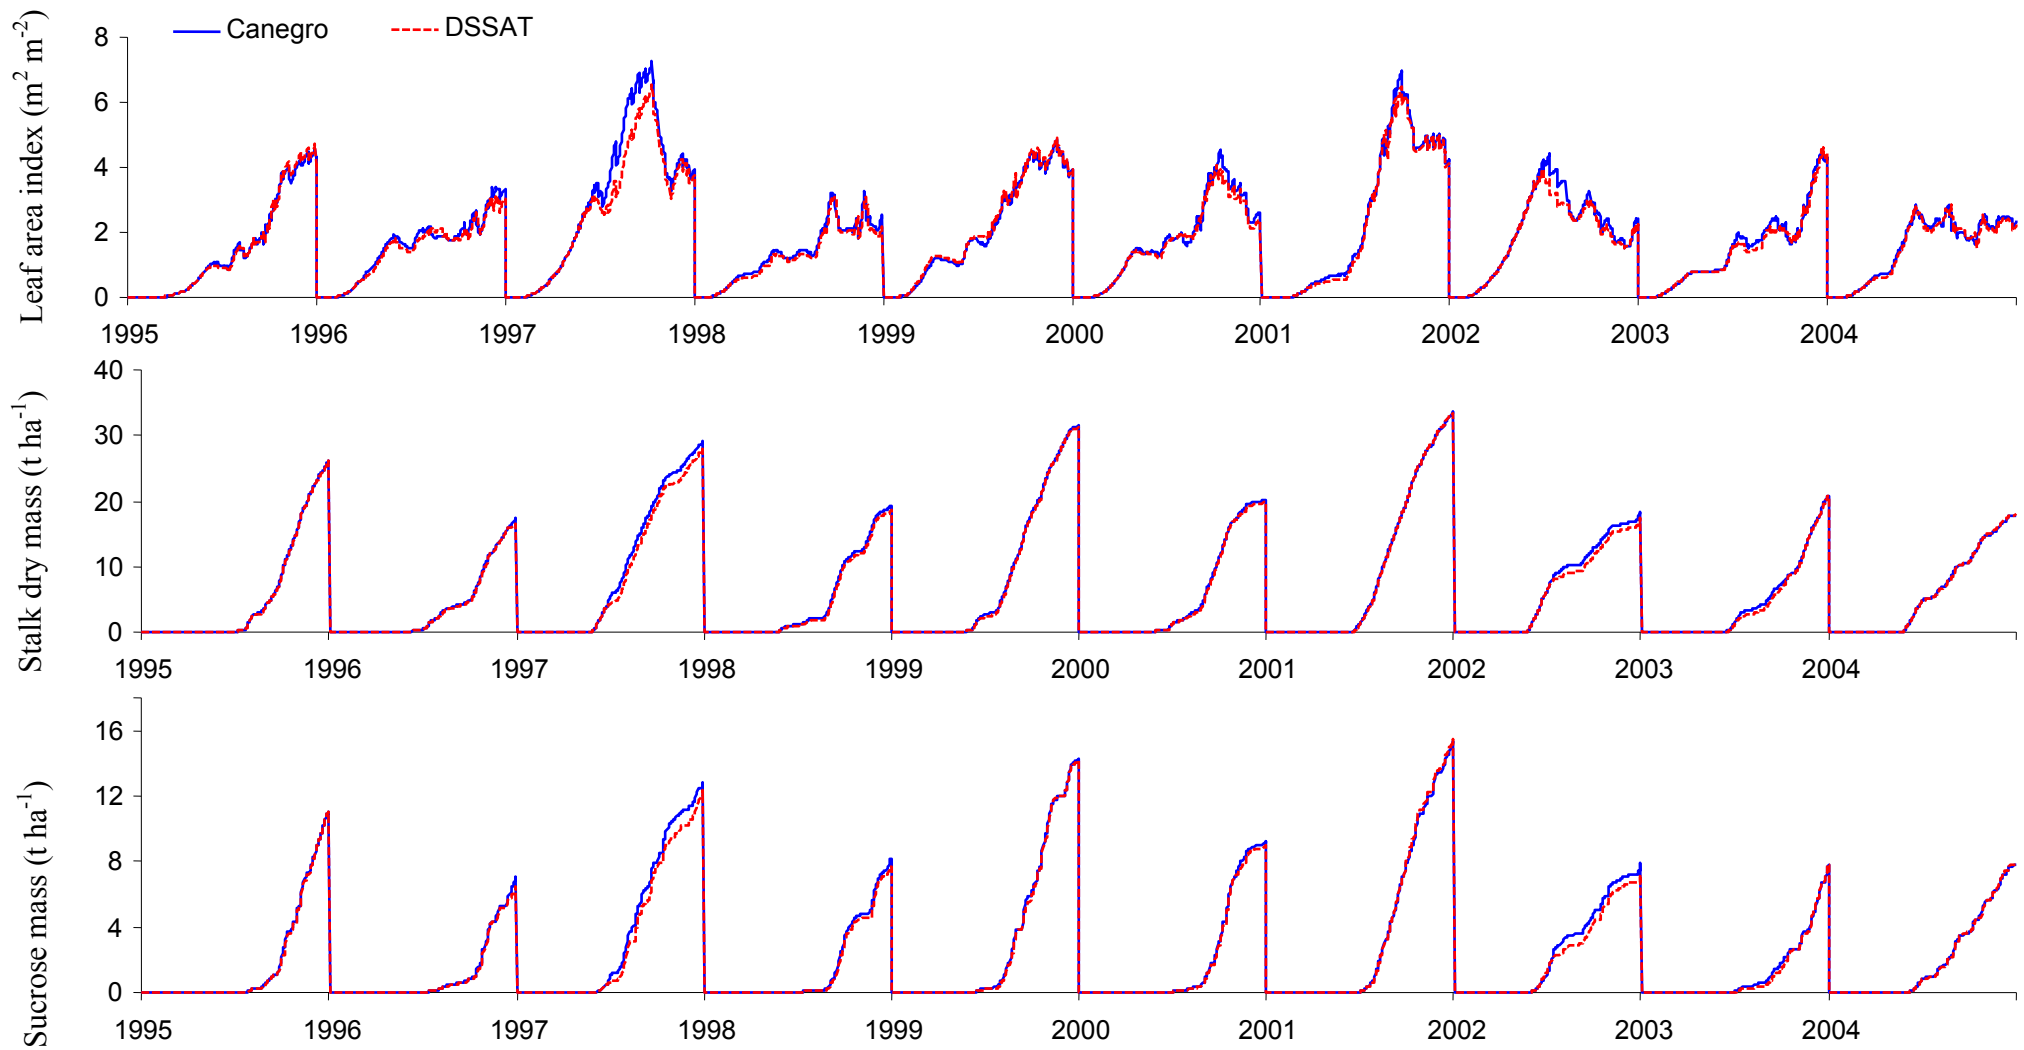 Canegro
DSSAT
Leaf area index (m² m⁻²)
8
6
4
2
0
1995 1996 1997 1998 1999 2000 2001 2002 2003 2004
Stalk dry mass (t ha⁻¹)
40
30
20
10
0
1995 1996 1997 1998 1999 2000 2001 2002 2003 2004
Sucrose mass (t ha⁻¹)
16
12
8
4
0
1995 1996 1997 1998 1999 2000 2001 2002 2003 2004